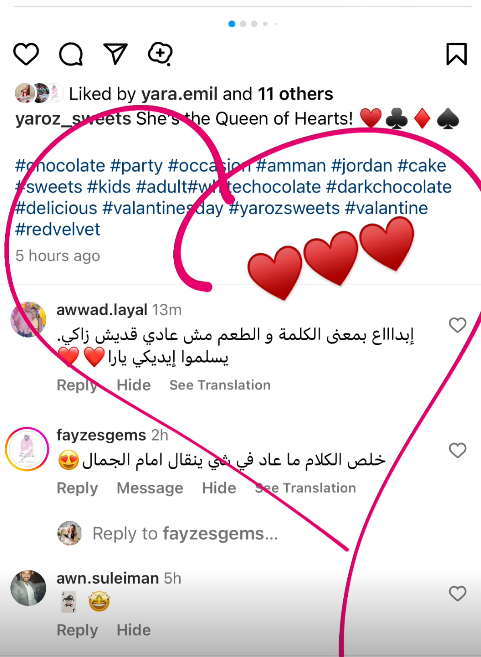 Liked by yara.emil and 11 others
yaroz_sweets She's the Queen of Hearts! ♥️♣️♦️♠️
#chocolate #party #occasion #amman #jordan #cake
#sweets #kids #adult#whitechocolate #darkchocolate
#delicious #valantinesday #yarozsweets #valantine
#redvelvet
5 hours ago
awwad.layal 13m
إبداااع بمعنى الكلمة و الطعم مش عادي قديش زاكي.
يسلموا إيديكي يارا ❤️❤️
Reply Hide See Translation
fayzesgems 2h
خلص الكلام ما عاد في شي ينقال امام الجمال 😍
Reply Message Hide See Translation
Reply to fayzesgems...
awn.suleiman 5h
🃏 🤩
Reply Hide